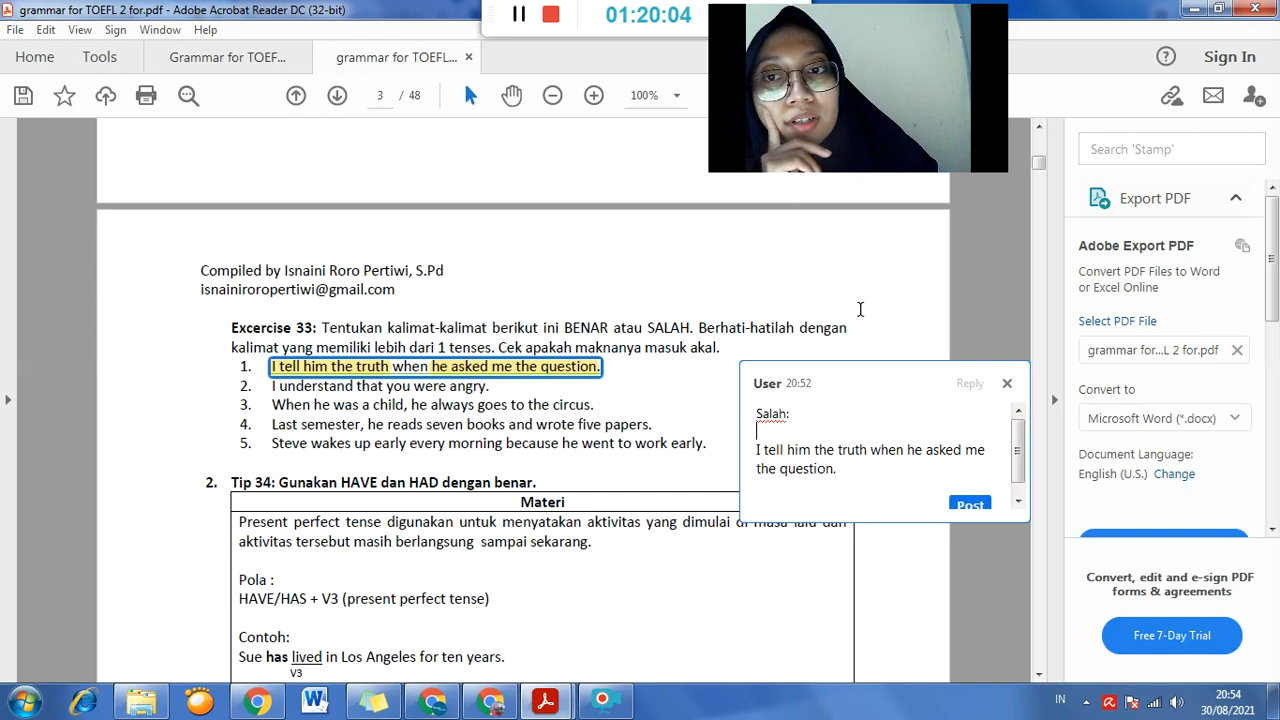 grammar for TOEFL 2 for.pdf - Adobe Acrobat Reader DC (32-bit)
01:20:04
File Edit View Sign Window Help
Home Tools grammar for TOEF... grammar for TOEFL... × Sign In
3 / 48 100%
Search 'Stamp'
Export PDF
Adobe Export PDF
Convert PDF Files to Word
or Excel Online
Select PDF File
grammar for...L 2 for.pdf
Convert to
Microsoft Word (*.docx)
Document Language:
English (U.S.) Change
Convert, edit and e-sign PDF
forms & agreements
Free 7-Day Trial
Compiled by Isnaini Roro Pertiwi, S.Pd
isnainiroropertiwi@gmail.com
Excercise 33: Tentukan kalimat-kalimat berikut ini BENAR atau SALAH. Berhati-hatilah dengan
kalimat yang memiliki lebih dari 1 tenses. Cek apakah maknanya masuk akal.
1. I tell him the truth when he asked me the question.
2. I understand that you were angry.
3. When he was a child, he always goes to the circus.
4. Last semester, he reads seven books and wrote five papers.
5. Steve wakes up early every morning because he went to work early.
User 20:52 Reply
Salah:
I tell him the truth when he asked me
the question.
Post
2. Tip 34: Gunakan HAVE dan HAD dengan benar.
Materi
Present perfect tense digunakan untuk menyatakan aktivitas yang dimulai di masa lalu dan
aktivitas tersebut masih berlangsung sampai sekarang.
Pola :
HAVE/HAS + V3 (present perfect tense)
Contoh:
Sue has lived in Los Angeles for ten years.
V3
IN
20:54
30/08/2021